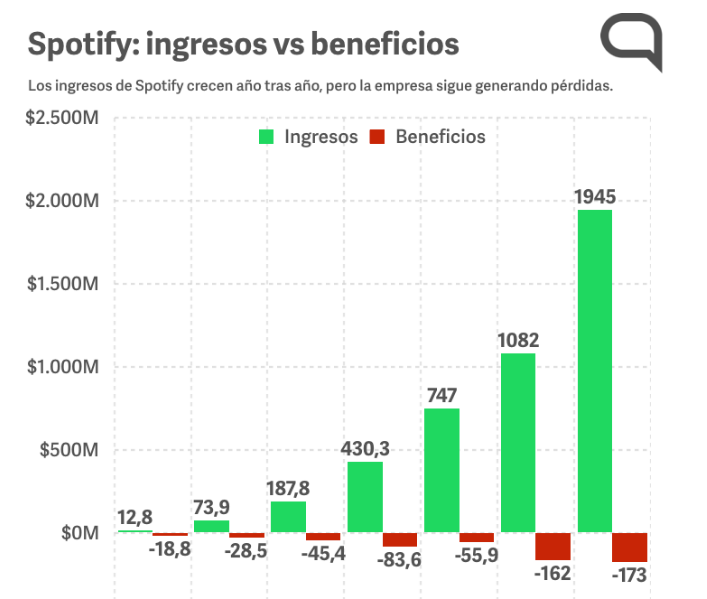 Spotify: ingresos vs beneficios
Los ingresos de Spotify crecen año tras año, pero la empresa sigue generando pérdidas.
$2.500M
Ingresos Beneficios
$2.000M
1945
$1.500M
1082
$1.000M
747
$500M
430,3
187,8
73,9
12,8
$0M
-18,8
-28,5
-45,4
-83,6
-55,9
-162
-173